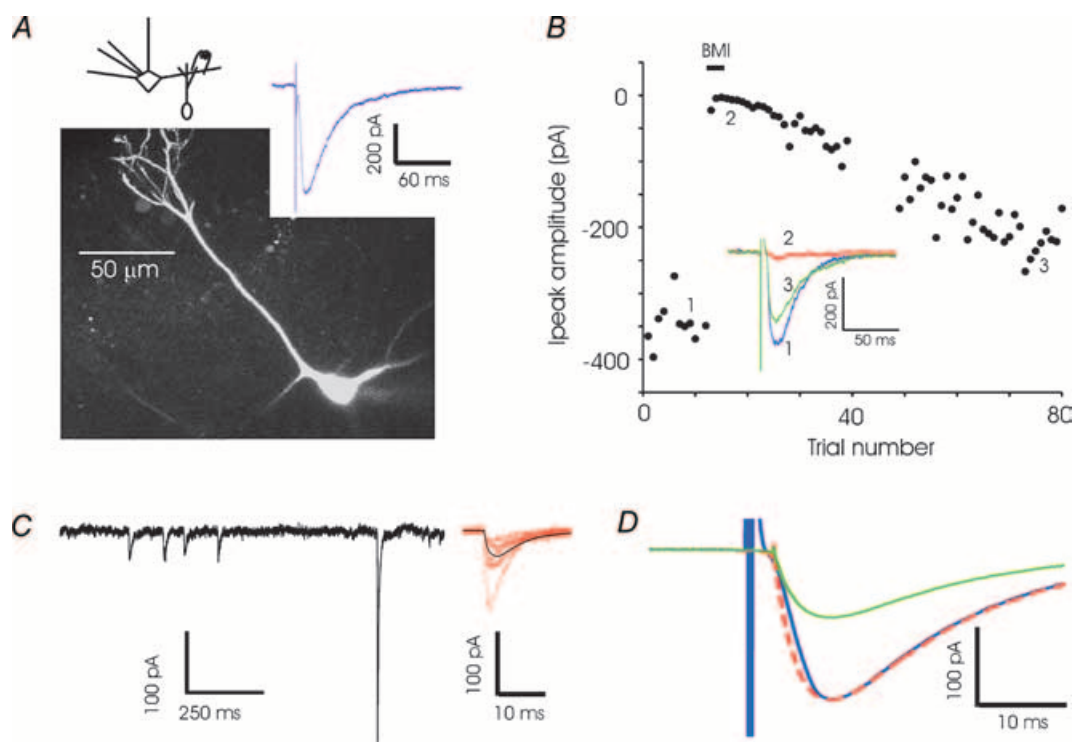 A
200 pA
60 ms
50 μm
B
BMI
Ipeak amplitude (pA)
0
-200
-400
1
2
3
2
3
1
200 pA
50 ms
0
40
80
Trial number
C
100 pA
250 ms
100 pA
10 ms
D
100 pA
10 ms